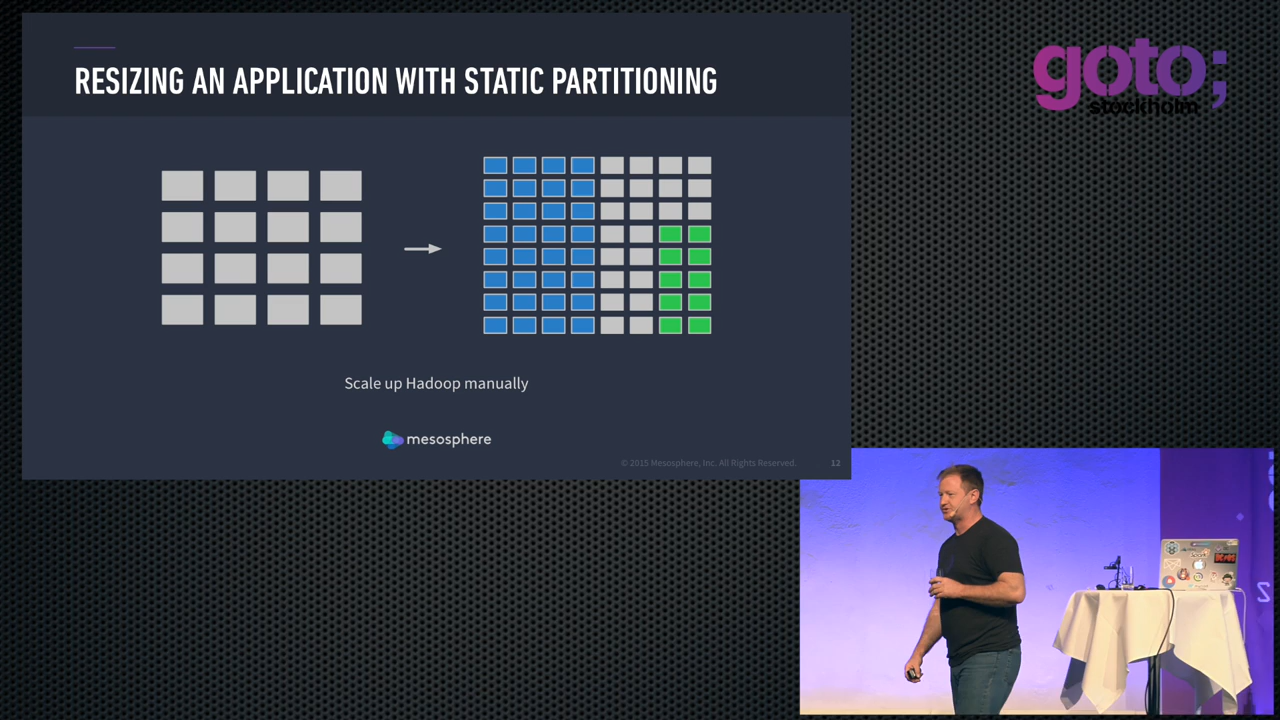 RESIZING AN APPLICATION WITH STATIC PARTITIONING
goto;
stockholm
Scale up Hadoop manually
mesosphere
© 2015 Mesosphere, Inc. All Rights Reserved.
12